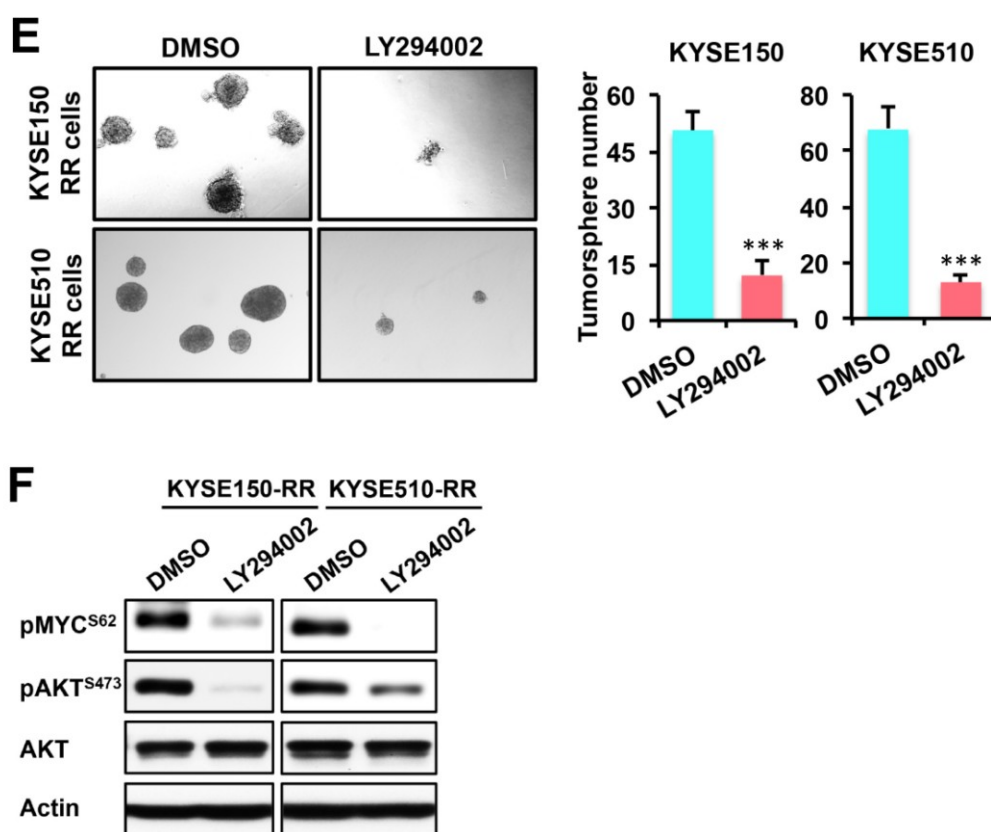 E
DMSO LY294002
KYSE150
RR cells
KYSE510
RR cells
KYSE150 KYSE510
Tumorsphere number
60
45
30
15
0
80
60
40
20
0
***
***
DMSO
LY294002
DMSO
LY294002
F
KYSE150-RR KYSE510-RR
DMSO
LY294002
DMSO
LY294002
pMYCS62
pAKTS473
AKT
Actin